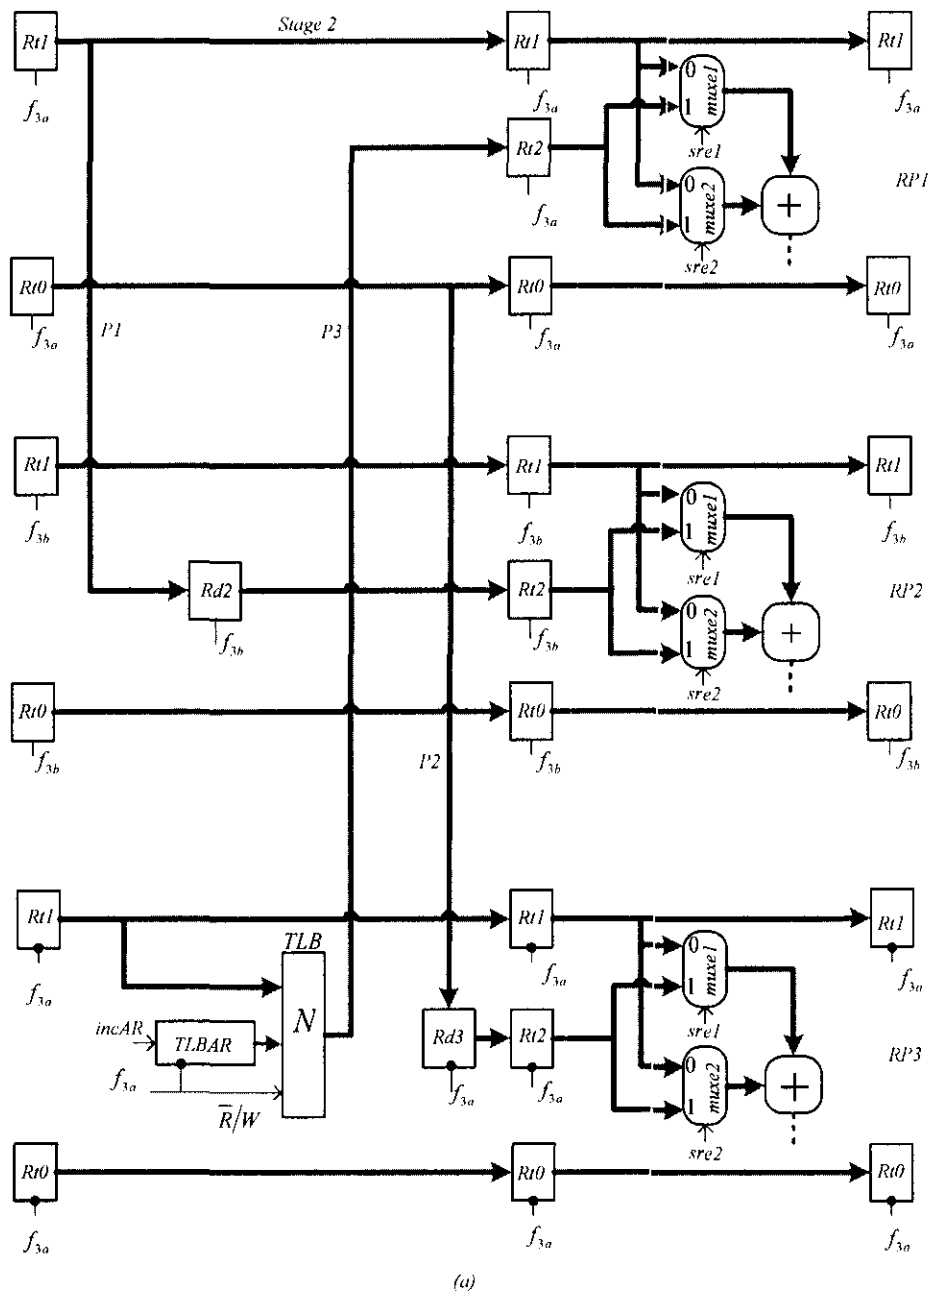 Stage 2
Rt1 Rt1 Rt1
f3a f3a f3a
0 1 muxe1
sre1
Rt2
f3a
0 1 muxe2
sre2
+
RP1
Rt0 Rt0 Rt0
f3a f3a f3a
P1 P3
Rt1 Rt1 Rt1
f3b f3b f3b
0 1 muxe1
sre1
Rd2 Rt2
f3b f3b
0 1 muxe2
sre2
+
RP2
Rt0 Rt0 Rt0
f3b f3b f3b
P2
Rt1 Rt1 Rt1
f3a f3a f3a
TLB
N
0 1 muxe1
sre1
incAR
TLBAR
f3a
R̅/W
Rd3 Rt2
f3a f3a
0 1 muxe2
sre2
+
RP3
Rt0 Rt0 Rt0
f3a f3a f3a
(a)